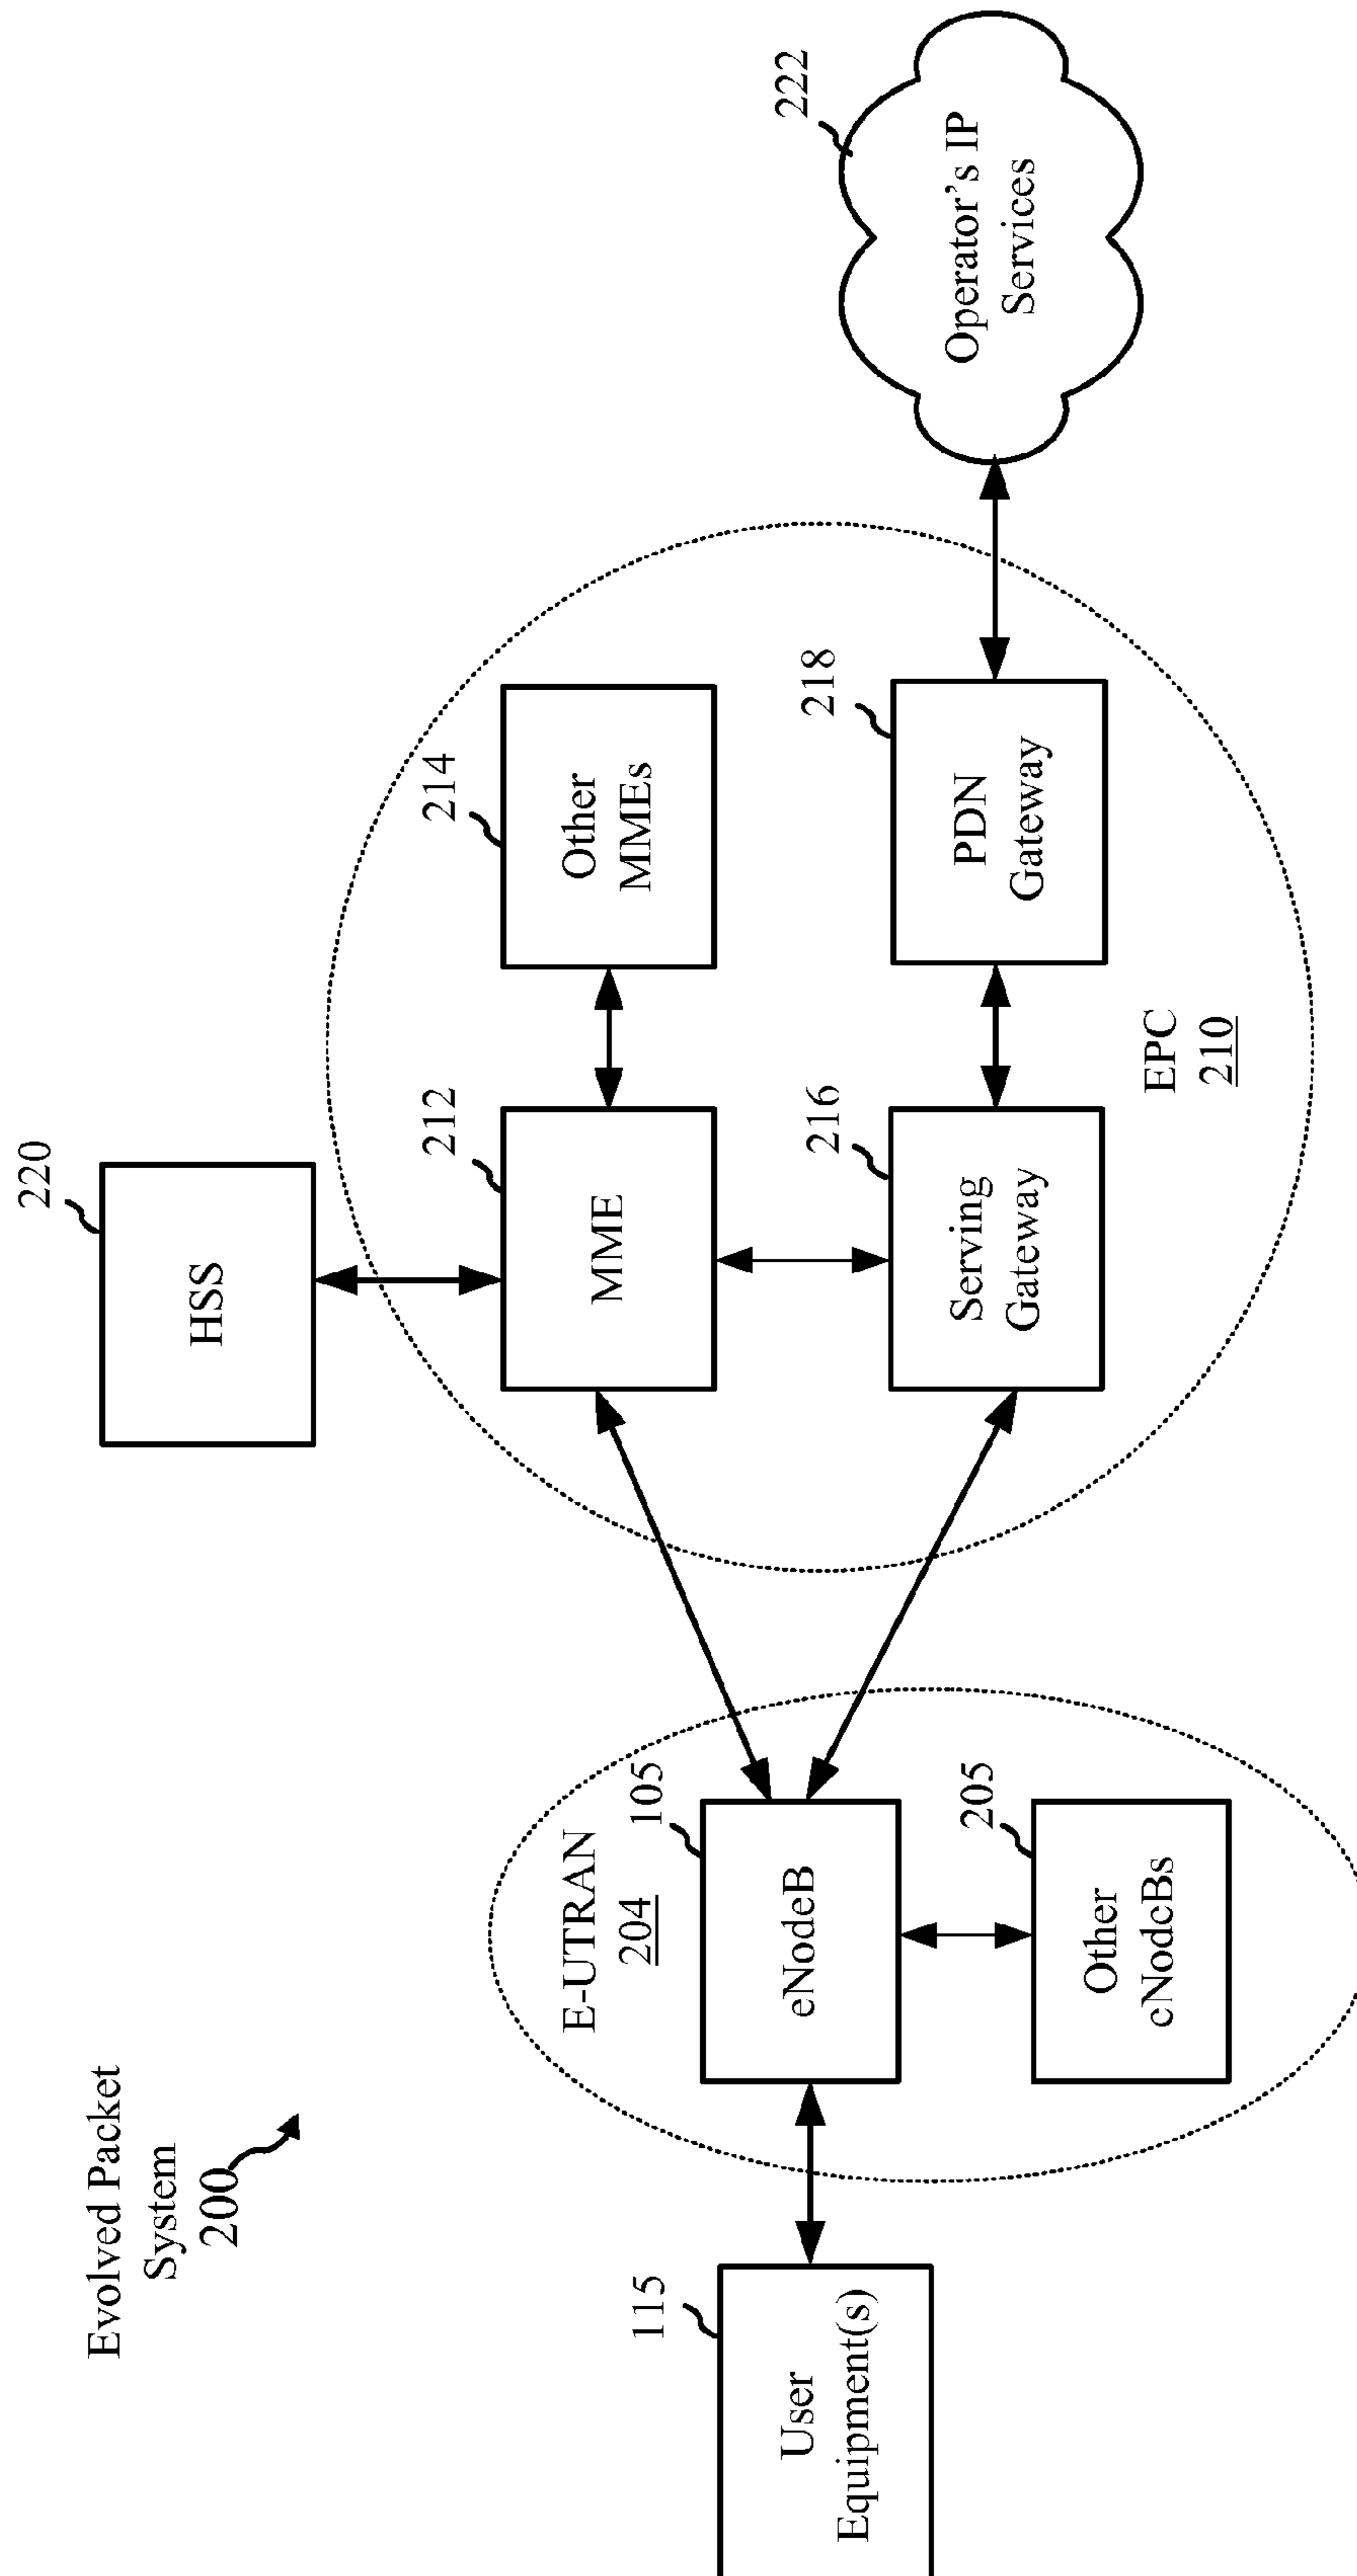 Evolved Packet
System
200
115
User
Equipment(s)
E-UTRAN
204
105
eNodeB
205
Other
cNodcBs
220
HSS
212
MME
214
Other
MMEs
216
Serving
Gateway
218
PDN
Gateway
EPC
210
222
Operator's IP
Services